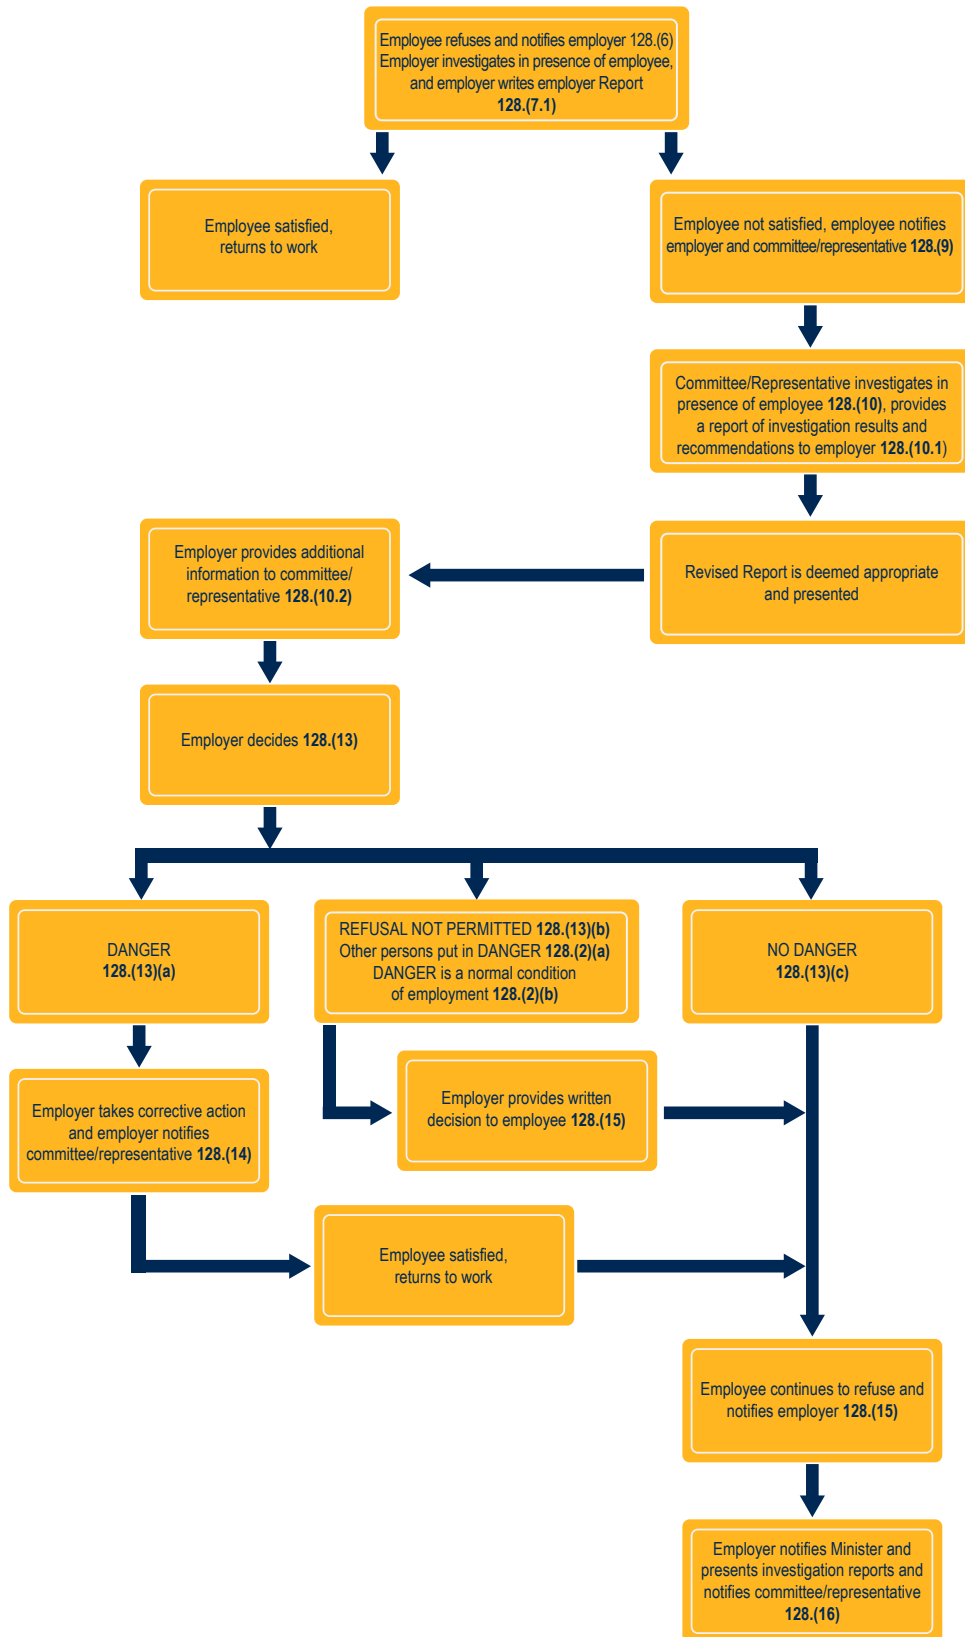 Employee refuses and notifies employer 128.(6)
Employer investigates in presence of employee,
and employer writes employer Report
128.(7.1)
Employee satisfied,
returns to work
Employee not satisfied, employee notifies
employer and committee/representative 128.(9)
Committee/Representative investigates in
presence of employee 128.(10), provides
a report of investigation results and
recommendations to employer 128.(10.1)
Revised Report is deemed appropriate
and presented
Employer provides additional
information to committee/
representative 128.(10.2)
Employer decides 128.(13)
DANGER
128.(13)(a)
REFUSAL NOT PERMITTED 128.(13)(b)
Other persons put in DANGER 128.(2)(a)
DANGER is a normal condition
of employment 128.(2)(b)
NO DANGER
128.(13)(c)
Employer takes corrective action
and employer notifies
committee/representative 128.(14)
Employer provides written
decision to employee 128.(15)
Employee satisfied,
returns to work
Employee continues to refuse and
notifies employer 128.(15)
Employer notifies Minister and
presents investigation reports and
notifies committee/representative
128.(16)